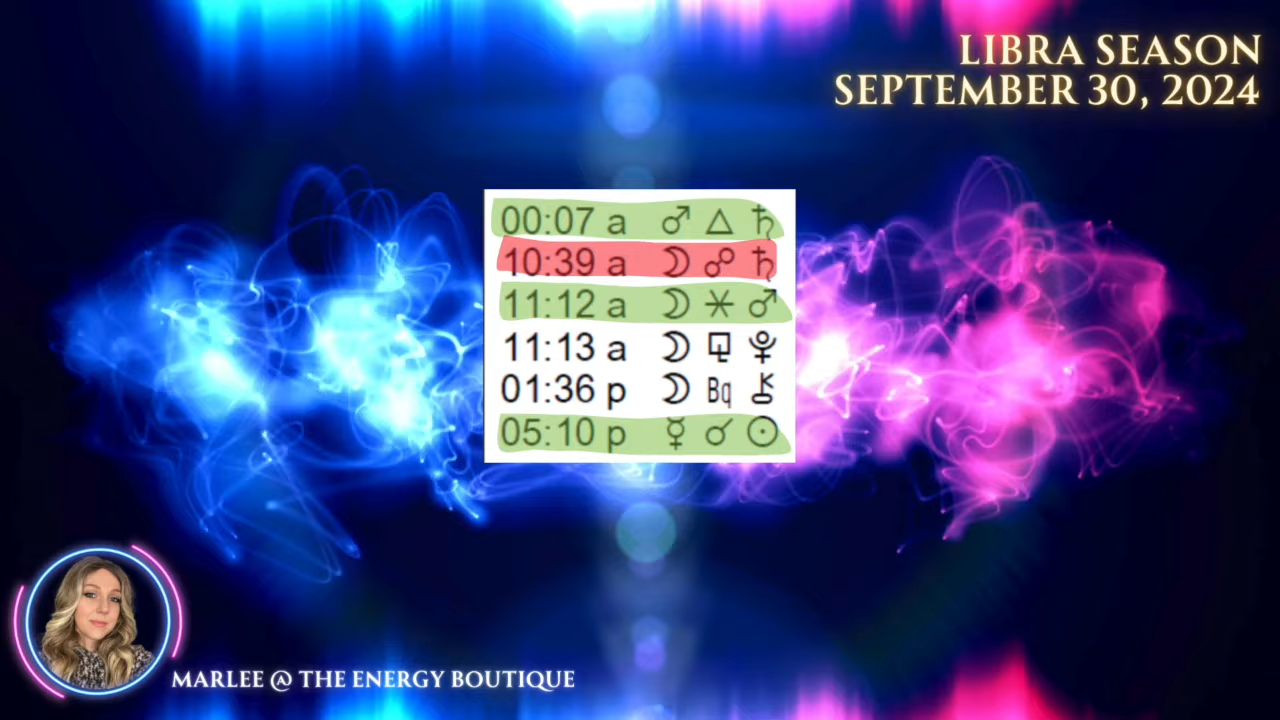 LIBRA SEASON
SEPTEMBER 30, 2024
00:07 a ♂ △ ♄
10:39 a ☽ ☍ ♄
11:12 a ☽ ⚹ ♂
11:13 a ☽ ⚼ ♀
01:36 p ☽ Bq ⚷
05:10 p ☿ ☌ ☉
MARLEE @ THE ENERGY BOUTIQUE